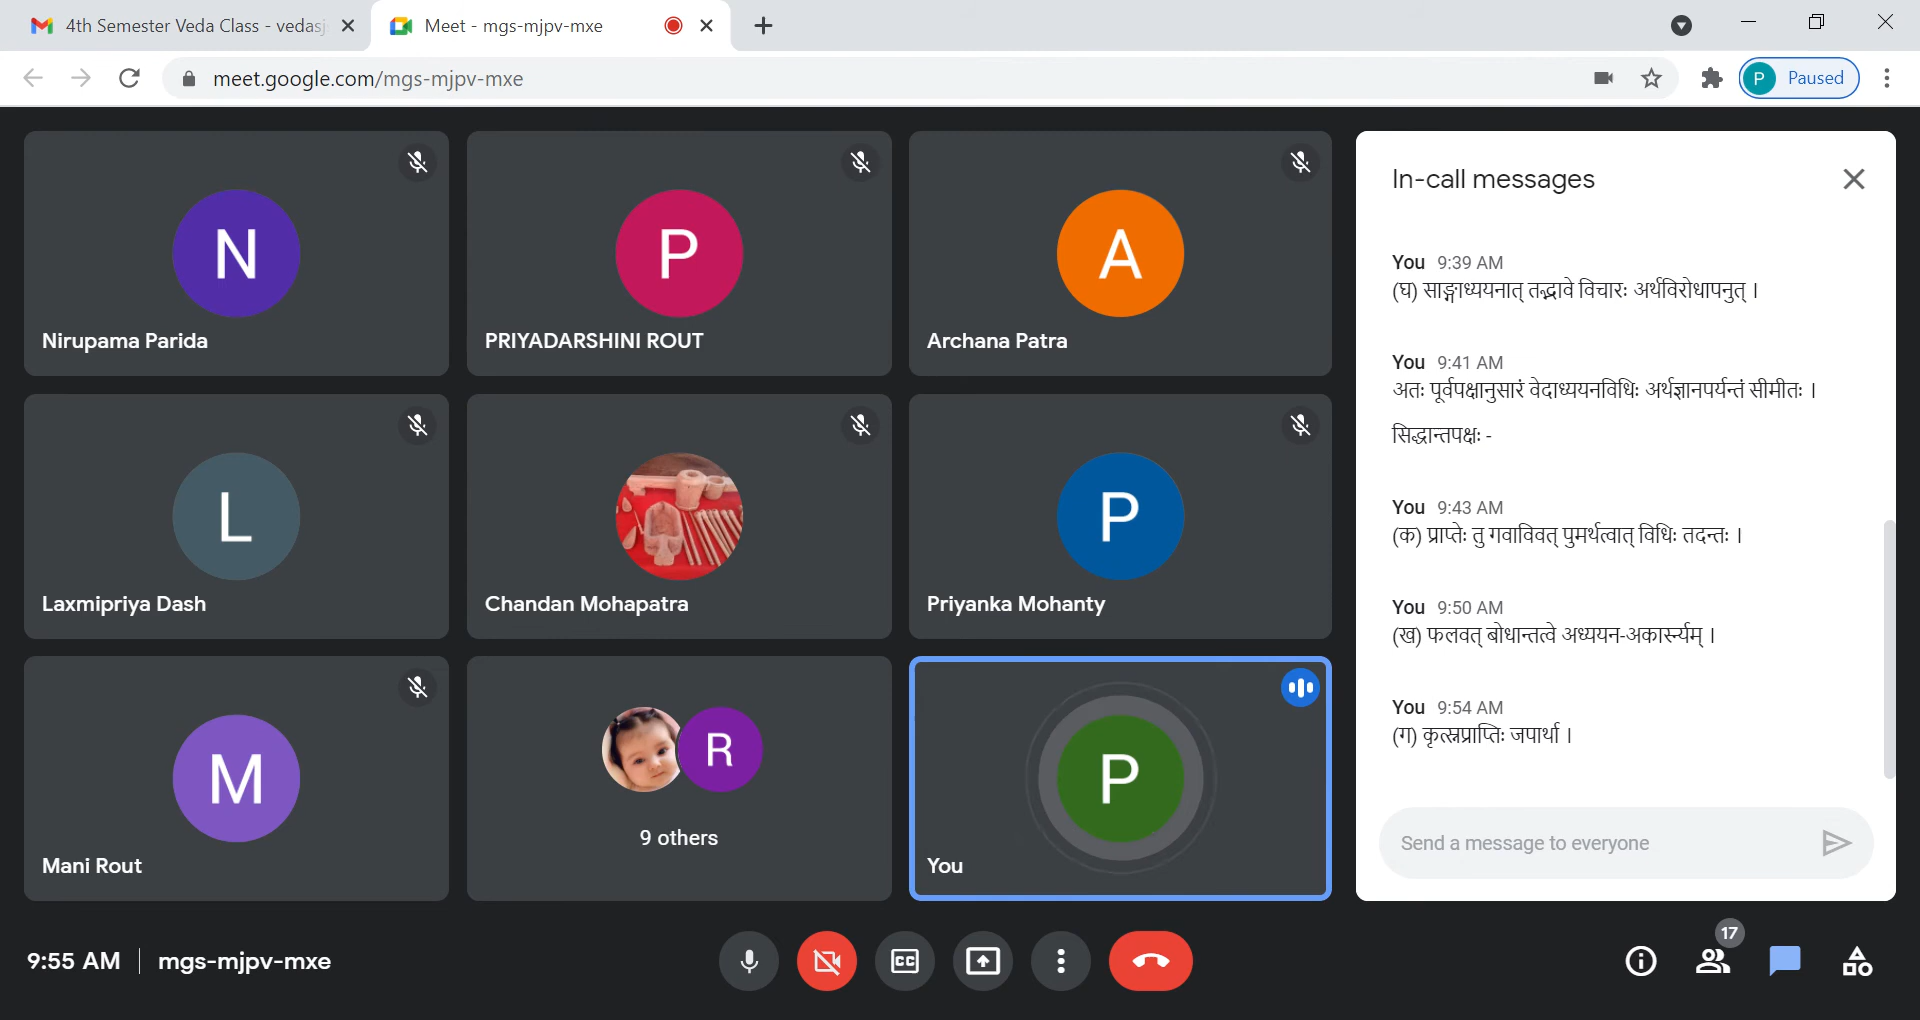 4th Semester Veda Class - vedasj
Meet - mgs-mjpv-mxe
meet.google.com/mgs-mjpv-mxe
P
Paused
N
Nirupama Parida
P
PRIYADARSHINI ROUT
A
Archana Patra
L
Laxmipriya Dash
Chandan Mohapatra
P
Priyanka Mohanty
M
Mani Rout
R
9 others
P
You
In-call messages
You 9:39 AM
(घ) साङ्गाध्ययनात् तद्भावे विचारः अर्थविरोधापनुत् ।
You 9:41 AM
अतः पूर्वपक्षानुसारं वेदाध्ययनविधिः अर्थज्ञानपर्यन्तं सीमीतः ।
सिद्धान्तपक्षः -
You 9:43 AM
(क) प्राप्तेः तु गवाविवत् पुमर्थत्वात् विधिः तदन्तः ।
You 9:50 AM
(ख) फलवत् बोधान्तत्वे अध्ययन-अकार्स्न्यम् ।
You 9:54 AM
(ग) कृत्स्नप्राप्तिः जपार्था ।
Send a message to everyone
9:55 AM
mgs-mjpv-mxe
CC
17